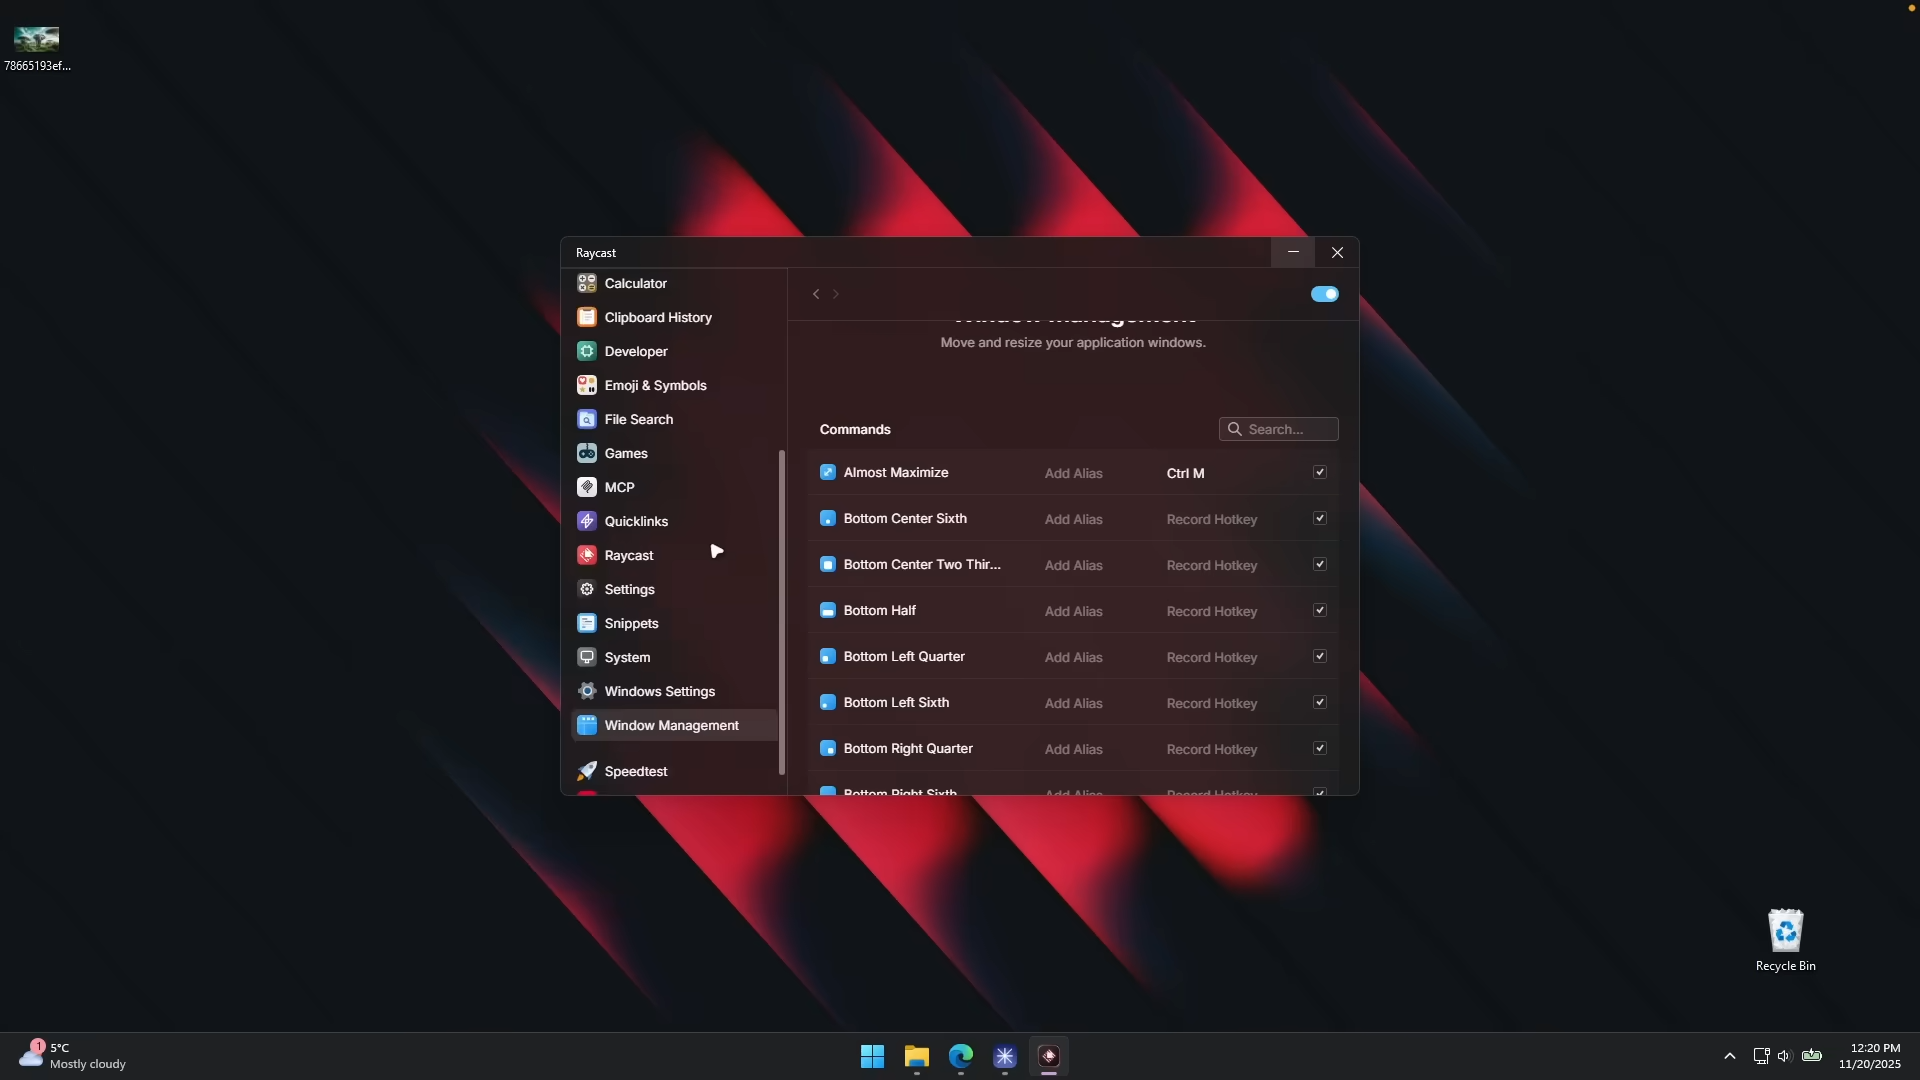 78665193ef...
Raycast
Calculator
Clipboard History
Developer
Emoji & Symbols
File Search
Games
MCP
Quicklinks
Raycast
Settings
Snippets
System
Windows Settings
Window Management
Speedtest
Window Management
Move and resize your application windows.
Commands
Search...
Almost Maximize Add Alias Ctrl M
Bottom Center Sixth Add Alias Record Hotkey
Bottom Center Two Thir... Add Alias Record Hotkey
Bottom Half Add Alias Record Hotkey
Bottom Left Quarter Add Alias Record Hotkey
Bottom Left Sixth Add Alias Record Hotkey
Bottom Right Quarter Add Alias Record Hotkey
Bottom Right Sixth Add Alias Record Hotkey
Recycle Bin
1
5°C
Mostly cloudy
12:20 PM
11/20/2025